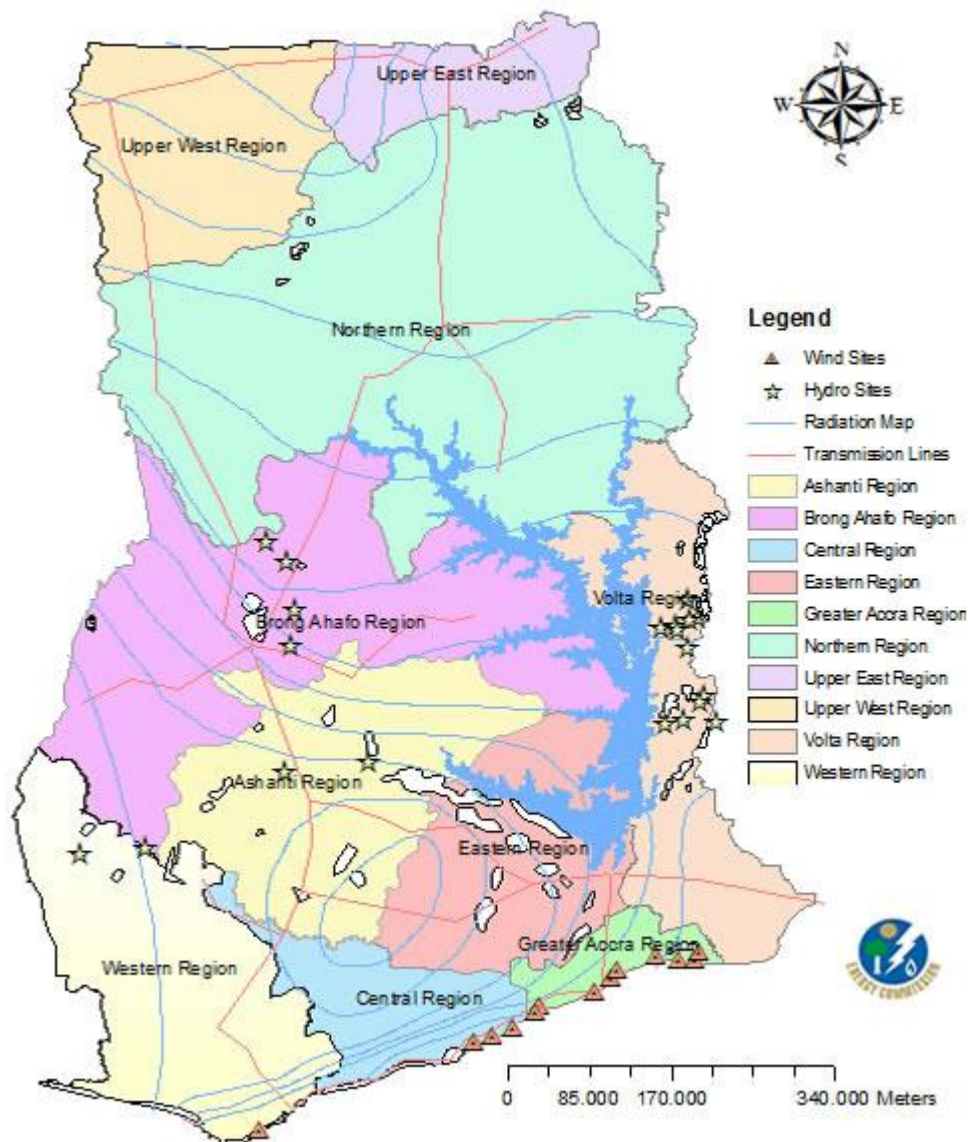 N
W E
S
Upper East Region
Upper West Region
Northern Region
Legend
Wind Sites
Hydro Sites
Radiation Map
Transmission Lines
Ashanti Region
Brong Ahafo Region
Central Region
Eastern Region
Greater Accra Region
Northern Region
Upper East Region
Upper West Region
Volta Region
Western Region
Volta Region
Brong Ahafo Region
Ashanti Region
Eastern Region
Greater Accra Region
Western Region
Central Region
ENERGY COMMISSION
0 85.000 170.000 340.000 Meters